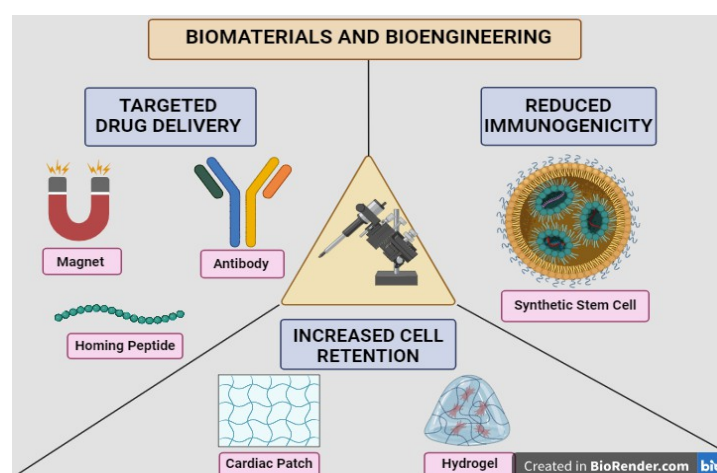 BIOMATERIALS AND BIOENGINEERING
TARGETED
DRUG DELIVERY
REDUCED
IMMUNOGENICITY
Magnet
Antibody
Synthetic Stem Cell
Homing Peptide
INCREASED CELL
RETENTION
Cardiac Patch
Hydrogel
Created in BioRender.com bio